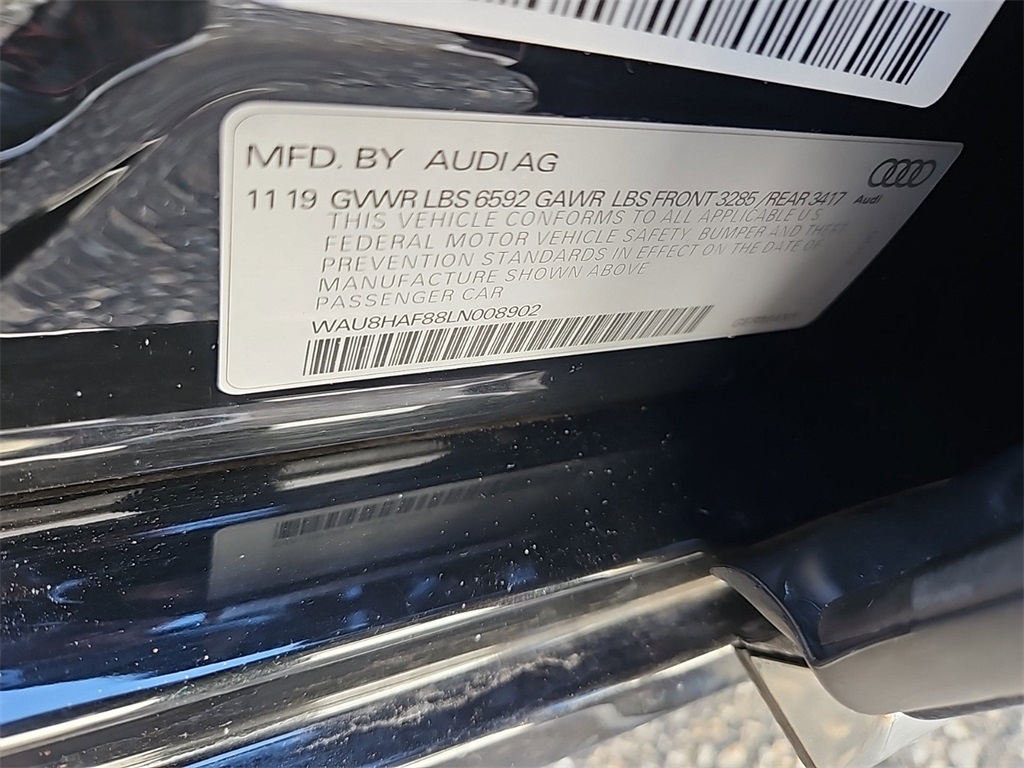 MFD. BY AUDI AG
11 19 GVWR LBS 6592 GAWR LBS FRONT 3285 /REAR 3417 Audi
THIS VEHICLE CONFORMS TO ALL APPLICABLE U.S
FEDERAL MOTOR VEHICLE SAFETY, BUMPER AND THEFT
PREVENTION STANDARDS IN EFFECT ON THE DATE OF
MANUFACTURE SHOWN ABOVE
PASSENGER CAR
WAU8HAF88LN008902